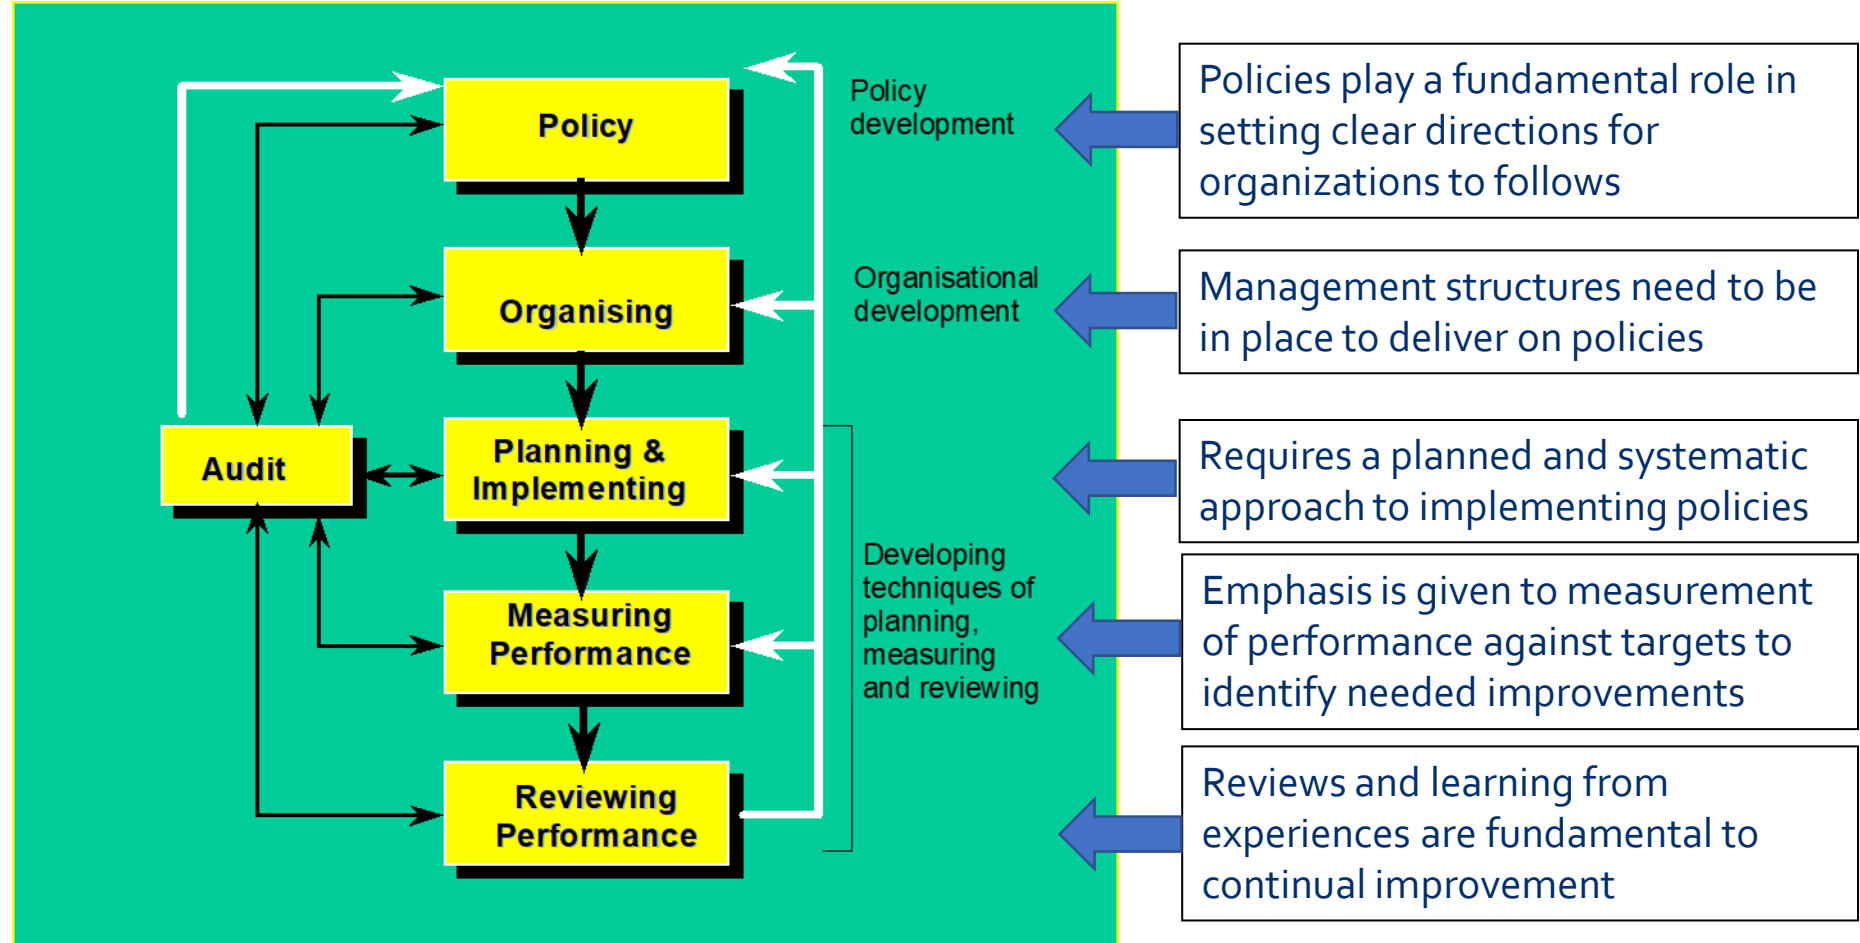 Policy
Policy
development
Policies play a fundamental role in
setting clear directions for
organizations to follows
Organising
Organisational
development
Management structures need to be
in place to deliver on policies
Audit
Planning &
Implementing
Requires a planned and systematic
approach to implementing policies
Measuring
Performance
Developing
techniques of
planning,
measuring
and reviewing
Emphasis is given to measurement
of performance against targets to
identify needed improvements
Reviewing
Performance
Reviews and learning from
experiences are fundamental to
continual improvement